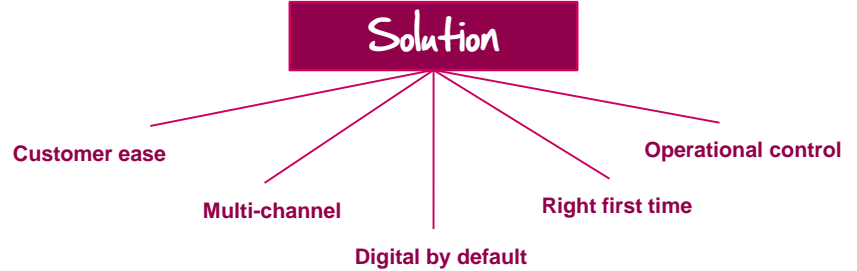 Solution
Customer ease
Operational control
Multi-channel
Right first time
Digital by default